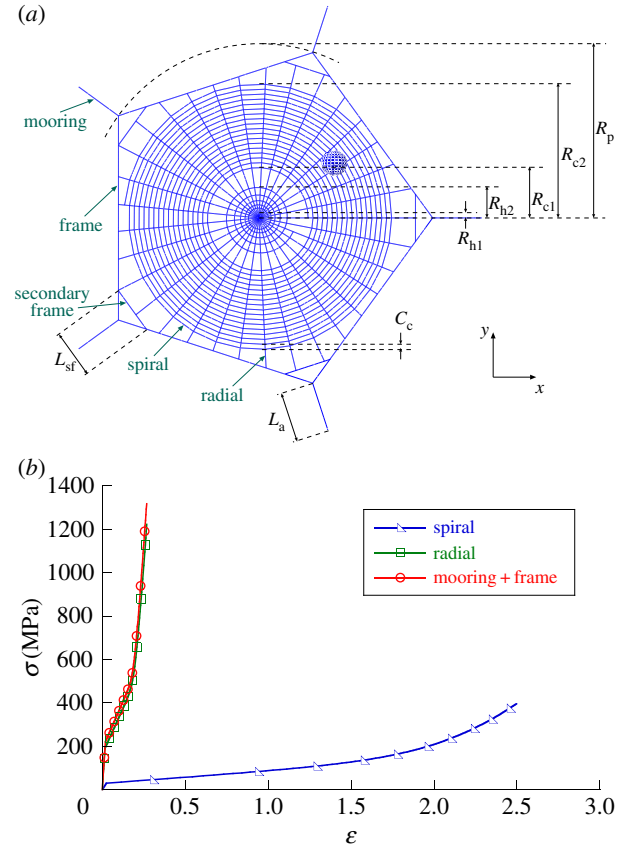 (a)
mooring
frame
secondary
frame
spiral
radial
L_sf
L_a
C_c
R_h1
R_h2
R_c1
R_c2
R_p
y
x
(b)
1400
1200
1000
800
600
400
200
σ (MPa)
spiral
radial
mooring + frame
0
0.5
1.0
1.5
2.0
2.5
3.0
ε